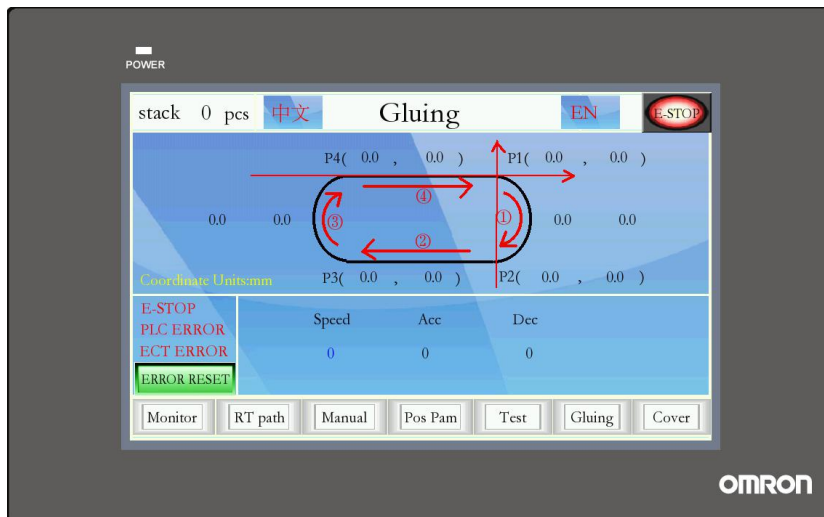 POWER
stack 0 pcs 中文 Gluing EN E-STOP
P4( 0.0 , 0.0 ) P1( 0.0 , 0.0 )
④
0.0 0.0 ③ ① 0.0 0.0
②
Coordinate Units:mm P3( 0.0 , 0.0 ) P2( 0.0 , 0.0 )
E-STOP
PLC ERROR
ECT ERROR
ERROR RESET
Speed Acc Dec
0 0 0
Monitor RT path Manual Pos Pam Test Gluing Cover
OMRON